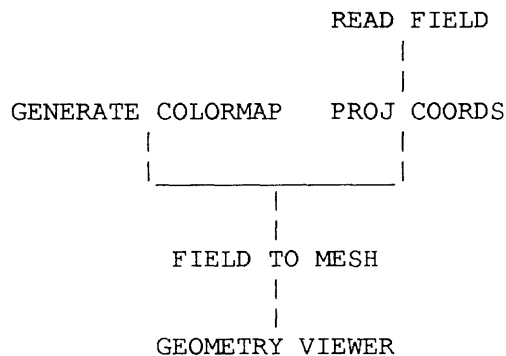 READ FIELD
GENERATE COLORMAP PROJ COORDS
FIELD TO MESH
GEOMETRY VIEWER